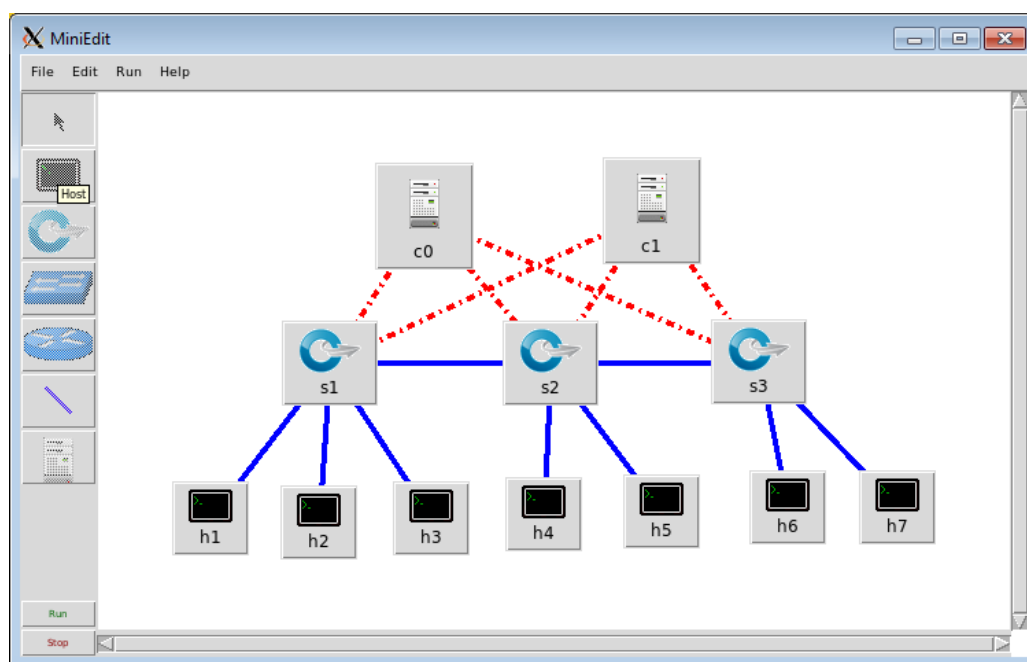 MiniEdit
File Edit Run Help
Host
c0 c1
s1 s2 s3
h1 h2 h3 h4 h5 h6 h7
Run
Stop